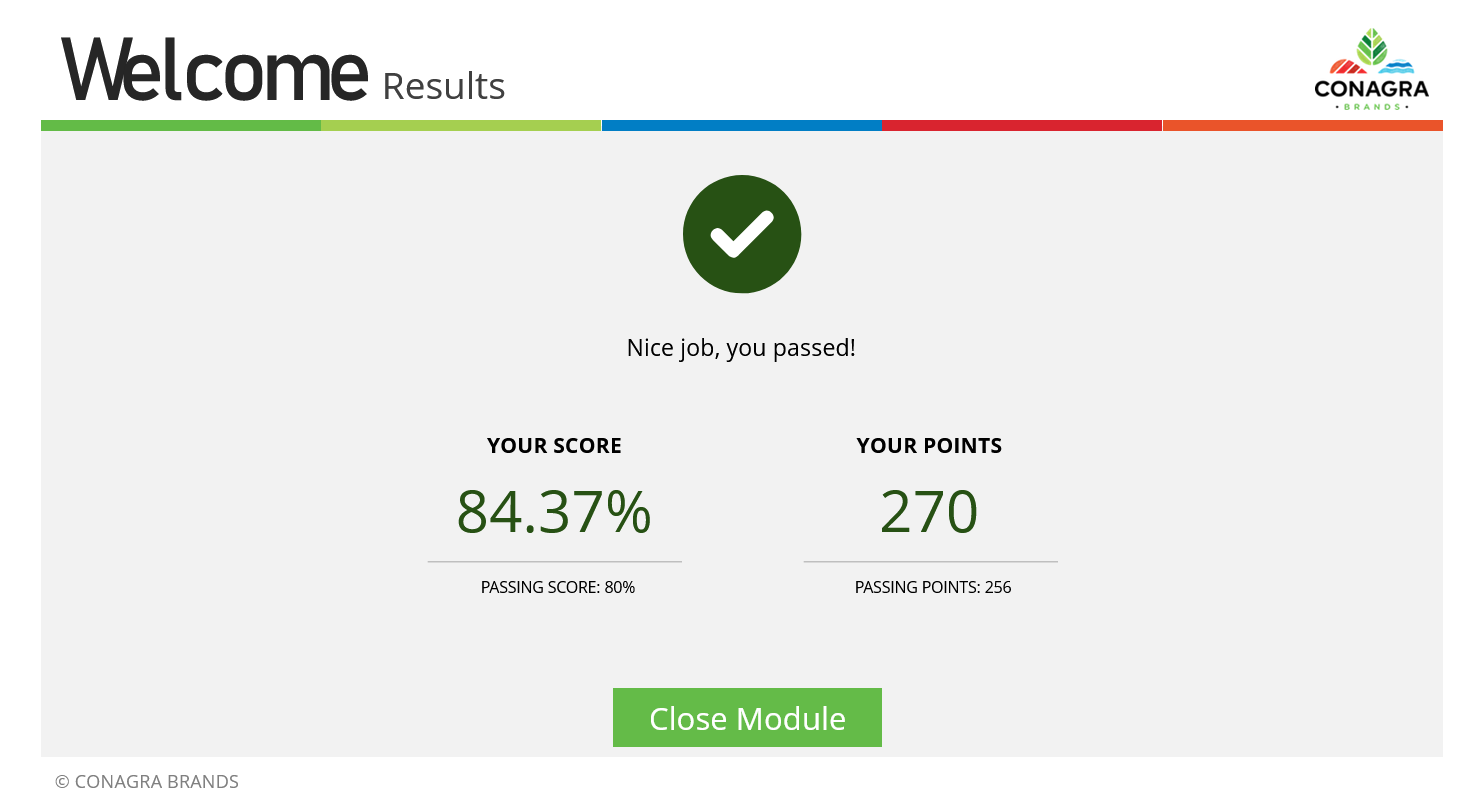 Welcome Results
CONAGRA
• BRANDS •
Nice job, you passed!
YOUR SCORE
84.37%
PASSING SCORE: 80%
YOUR POINTS
270
PASSING POINTS: 256
Close Module
© CONAGRA BRANDS